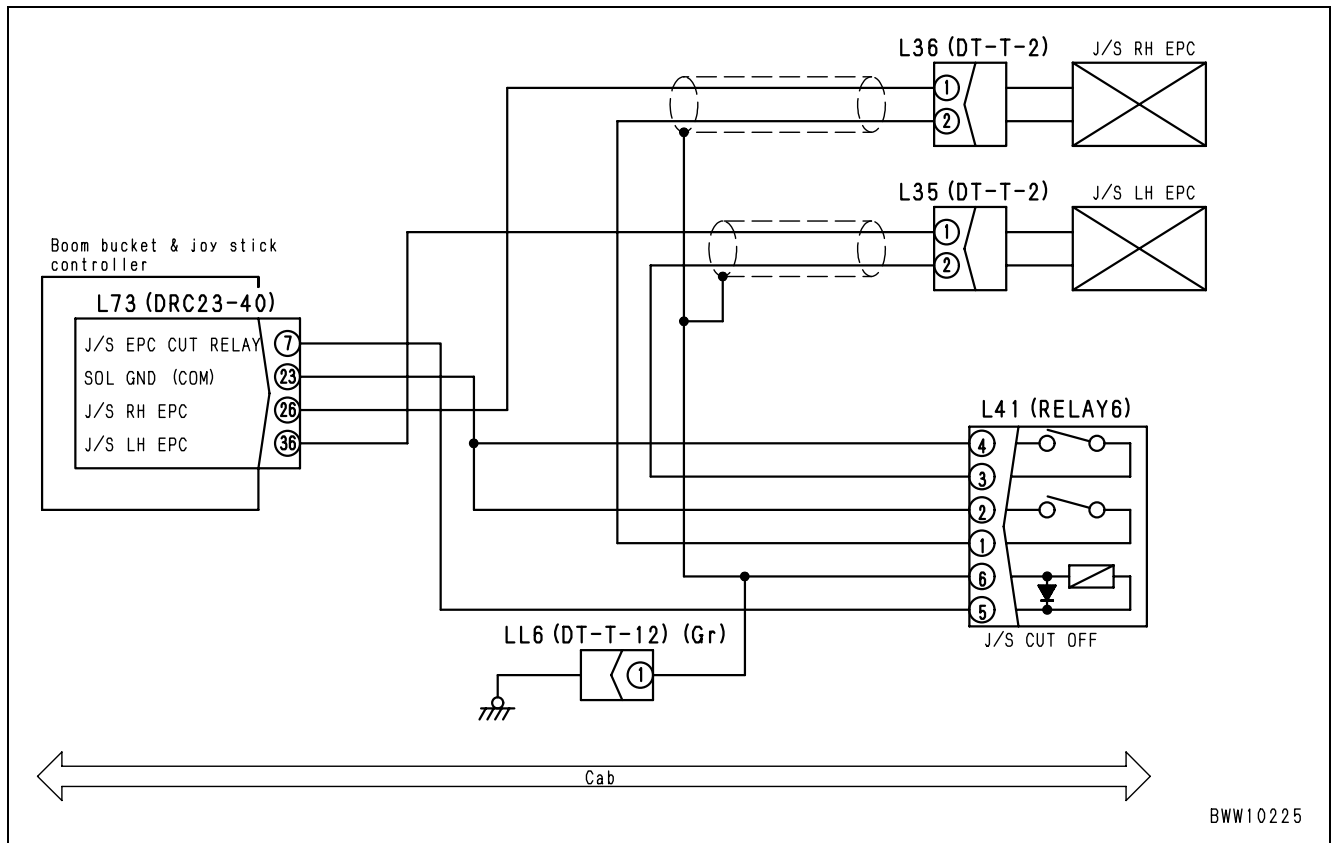 L36 (DT-T-2)
J/S RH EPC
1
2
L35 (DT-T-2)
J/S LH EPC
1
2
Boom bucket & joy stick
controller
L73 (DRC23-40)
J/S EPC CUT RELAY 7
SOL GND (COM) 23
J/S RH EPC 26
J/S LH EPC 36
L41 (RELAY6)
4
3
2
1
6
5
J/S CUT OFF
LL6 (DT-T-12) (Gr)
1
Cab
BWW10225